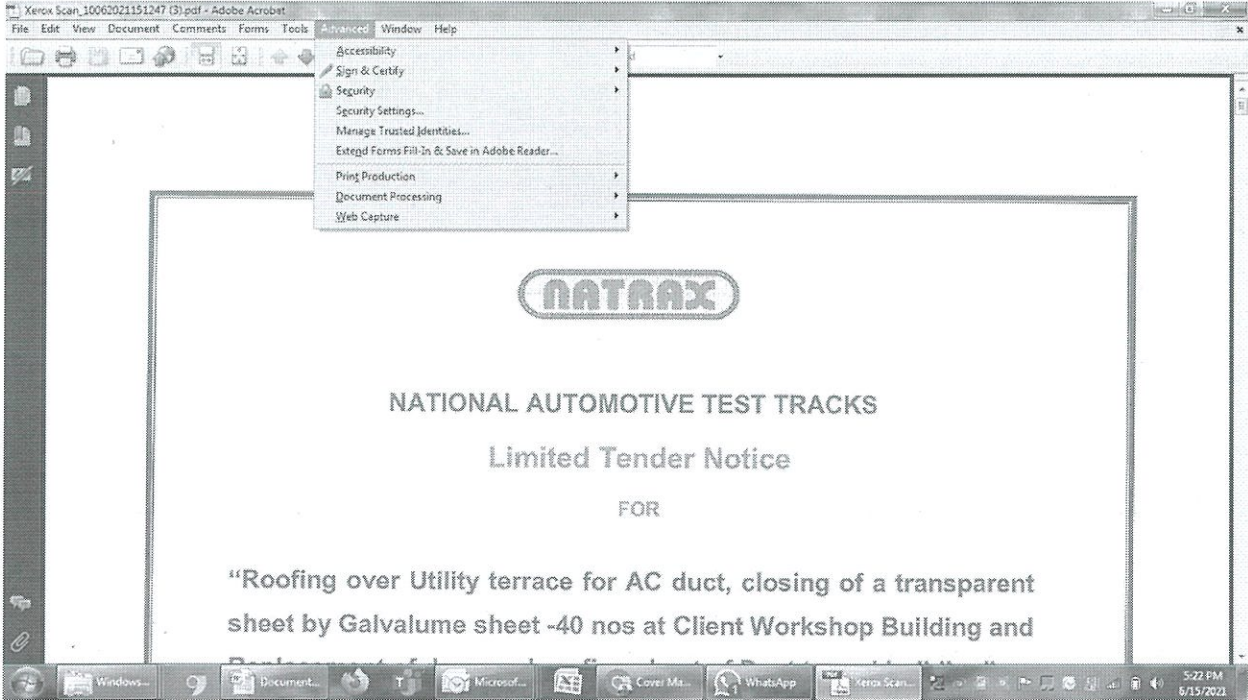 Xerox Scan_10062021151247 (3).pdf - Adobe Acrobat
File Edit View Document Comments Forms Tools Advanced Window Help
Accessibility
Sign & Certify
Security
Security Settings...
Manage Trusted Identities...
Extend Forms Fill-In & Save in Adobe Reader...
Print Production
Document Processing
Web Capture
NATRAX
NATIONAL AUTOMOTIVE TEST TRACKS
Limited Tender Notice
FOR
“Roofing over Utility terrace for AC duct, closing of a transparent
sheet by Galvalume sheet -40 nos at Client Workshop Building and
Windows... Document... Microsof... Cover Ma... WhatsApp Xerox Scan... 5:22 PM
6/15/2021